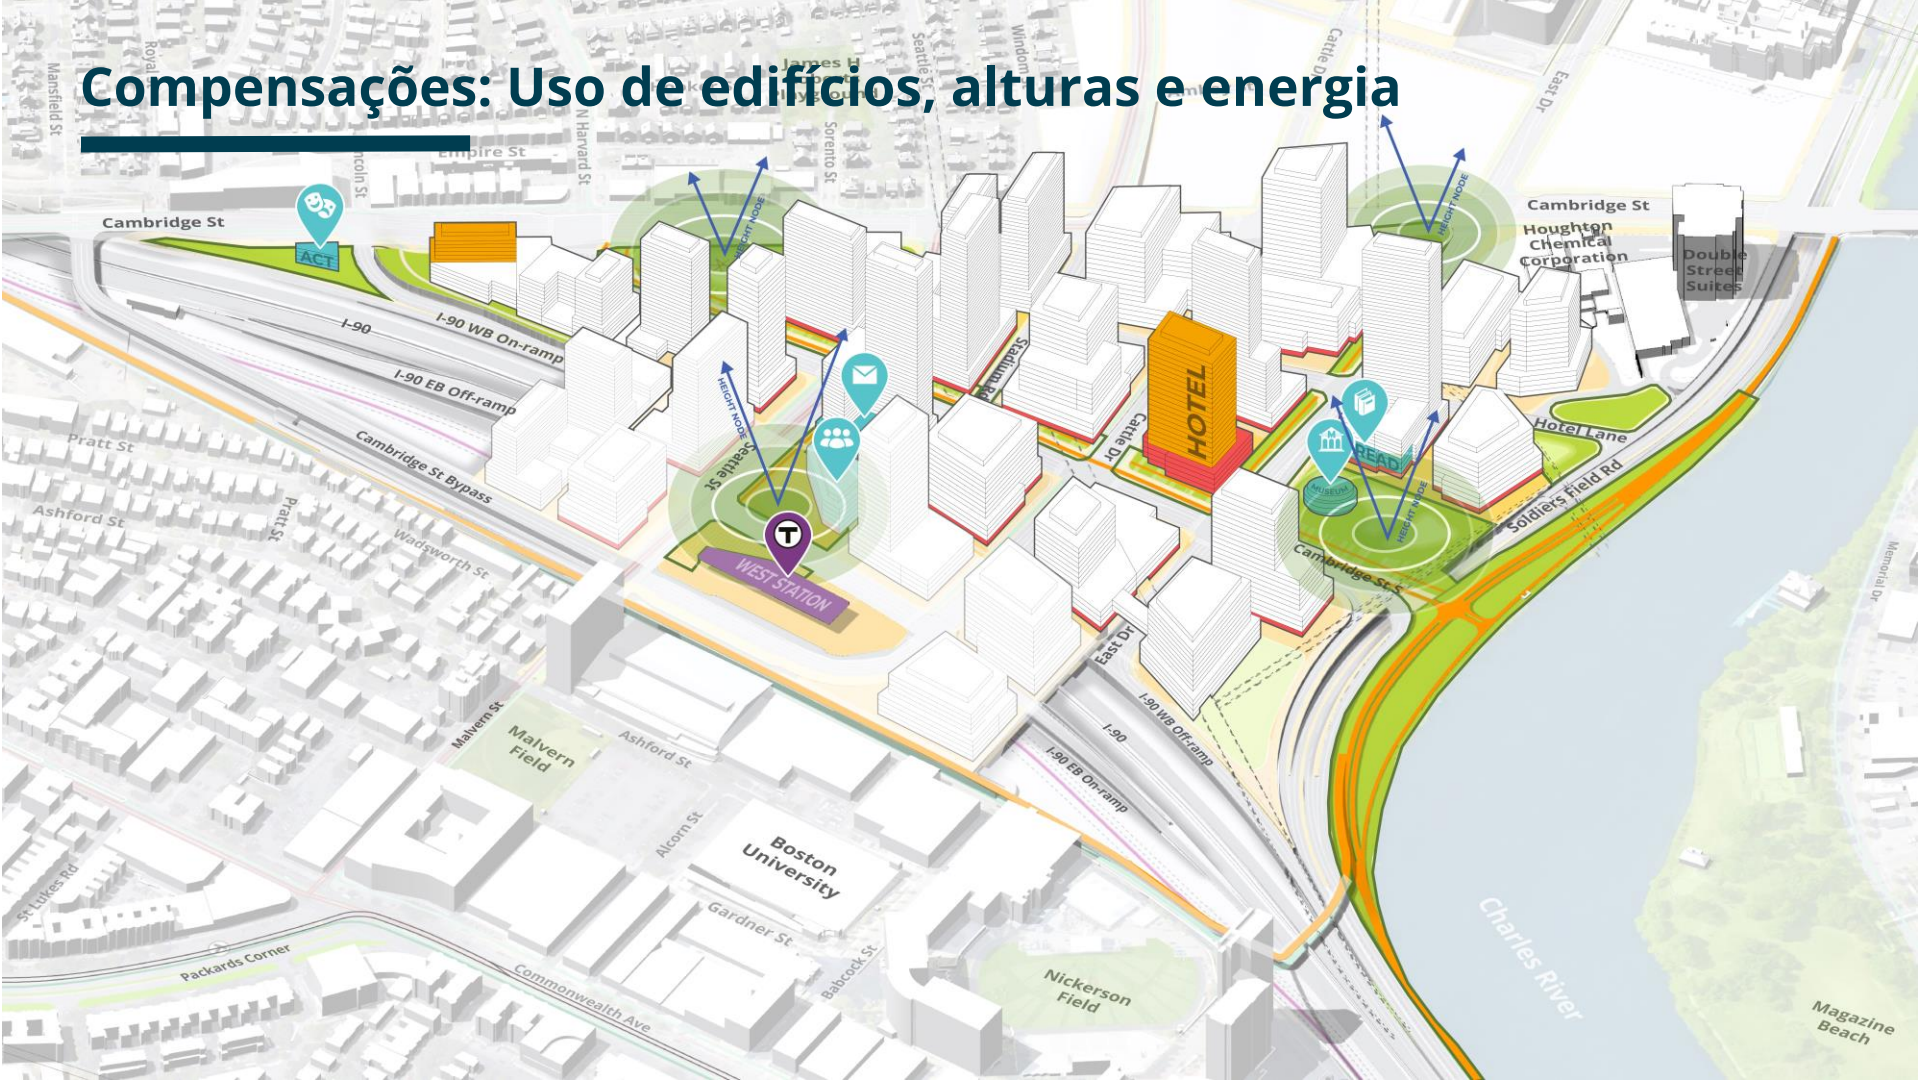 Compensações: Uso de edifícios, alturas e energia
Mansfield St
N Harvard St
Empire St
Sorento St
Seattle St
Cattle Dr
East Dr
Cambridge St
ACT
HEIGHT NODE
HEIGHT NODE
Cambridge St
Houghton
Chemical
Corporation
Double
Street
Suites
I-90
I-90 WB On-ramp
I-90 EB Off-ramp
Cambridge St Bypass
Stadium Rd
HOTEL
Cattle Dr
READ
MUSEUM
Hotel Lane
Soldiers Field Rd
HEIGHT NODE
HEIGHT NODE
Seattle St
T
WEST STATION
Cambridge St
Pratt St
Ashford St
Pratt St
Wadsworth St
Memorial Dr
East Dr
I-90 WB Off-ramp
I-90
I-90 EB On-ramp
Malvern St
Malvern
Field
Ashford St
Alcorn St
Boston
University
Gardner St
Babcock St
St Lukes Rd
Packards Corner
Commonwealth Ave
Nickerson
Field
Charles River
Magazine
Beach